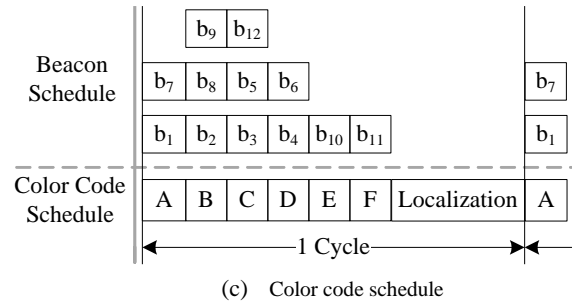 b9 b12
Beacon Schedule
b7 b8 b5 b6 b7
b1 b2 b3 b4 b10 b11 b1
Color Code Schedule
A B C D E F Localization A
1 Cycle
(c) Color code schedule